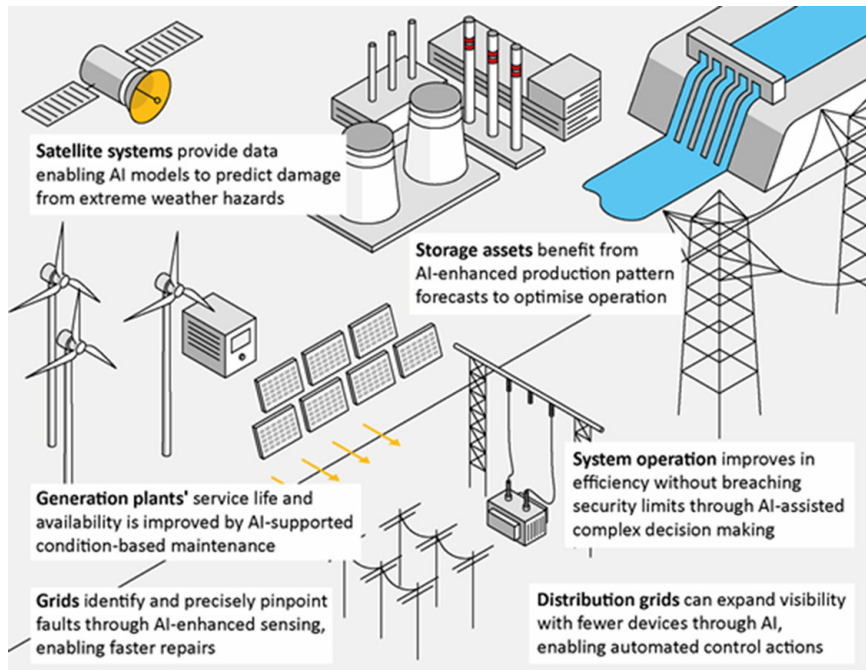 Satellite systems provide data
enabling AI models to predict damage
from extreme weather hazards
Storage assets benefit from
AI-enhanced production pattern
forecasts to optimise operation
Generation plants' service life and
availability is improved by AI-supported
condition-based maintenance
System operation improves in
efficiency without breaching
security limits through AI-assisted
complex decision making
Grids identify and precisely pinpoint
faults through AI-enhanced sensing,
enabling faster repairs
Distribution grids can expand visibility
with fewer devices through AI,
enabling automated control actions